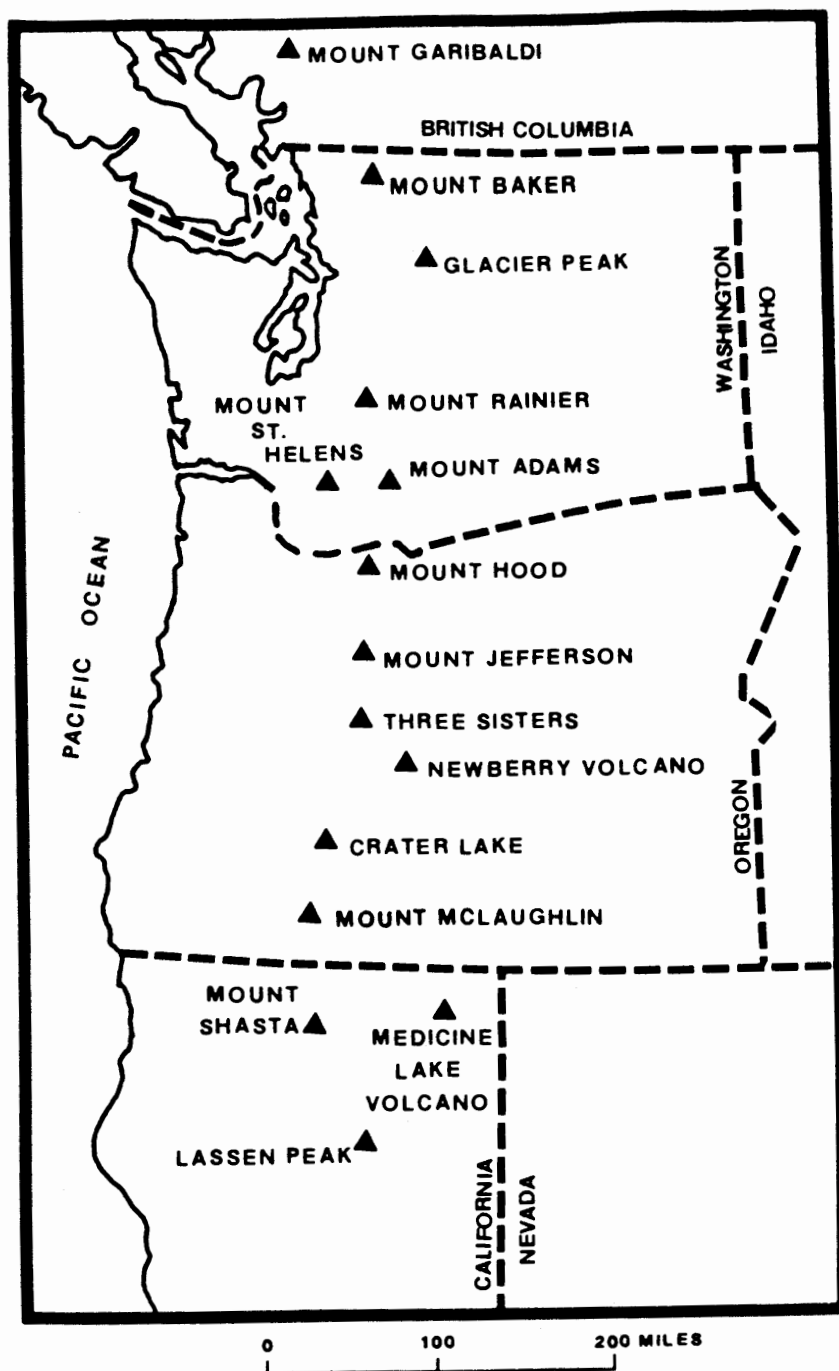 MOUNT GARIBALDI
BRITISH COLUMBIA
MOUNT BAKER
GLACIER PEAK
WASHINGTON
IDAHO
MOUNT RAINIER
MOUNT
ST.
HELENS
MOUNT ADAMS
MOUNT HOOD
PACIFIC OCEAN
MOUNT JEFFERSON
THREE SISTERS
NEWBERRY VOLCANO
OREGON
CRATER LAKE
MOUNT MCLAUGHLIN
MOUNT
SHASTA
MEDICINE
LAKE
VOLCANO
LASSEN PEAK
CALIFORNIA
NEVADA
0 100 200 MILES